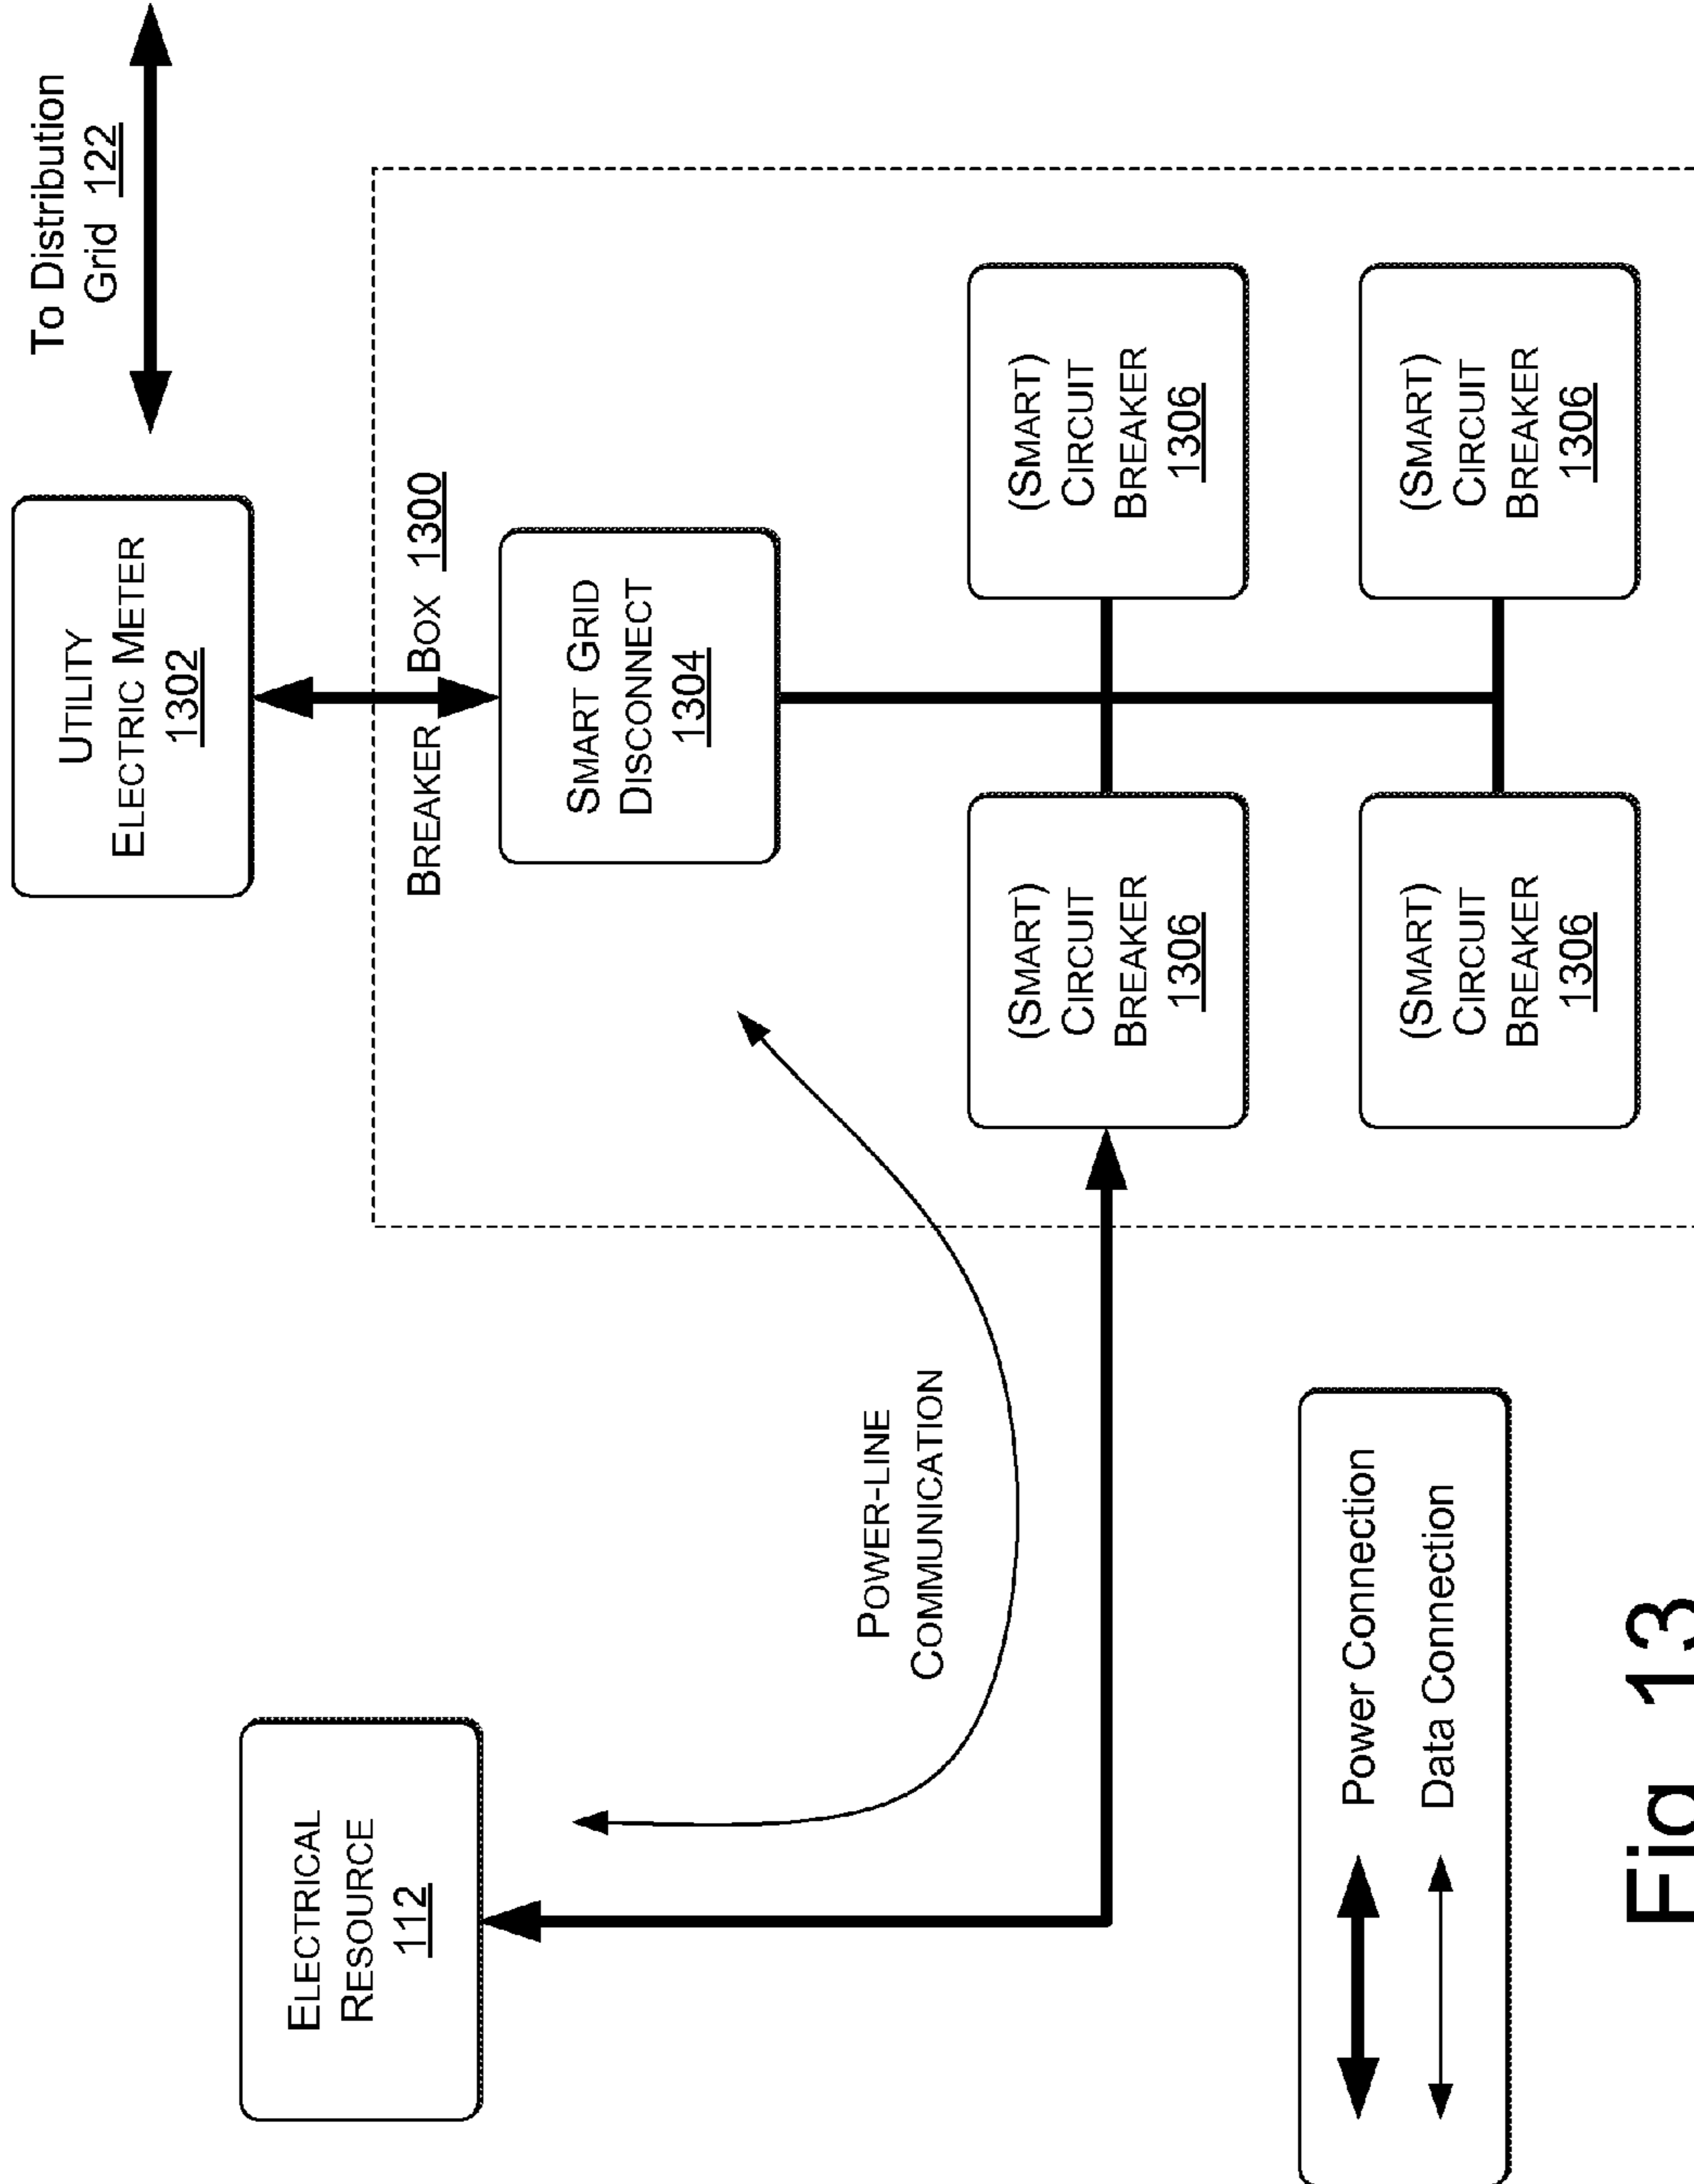 To Distribution
Grid 122
UTILITY
ELECTRIC METER
1302
BREAKER BOX 1300
SMART GRID
DISCONNECT
1304
ELECTRICAL
RESOURCE
112
POWER-LINE
COMMUNICATION
(SMART)
CIRCUIT
BREAKER
1306
(SMART)
CIRCUIT
BREAKER
1306
(SMART)
CIRCUIT
BREAKER
1306
(SMART)
CIRCUIT
BREAKER
1306
Power Connection
Data Connection
Fig. 13